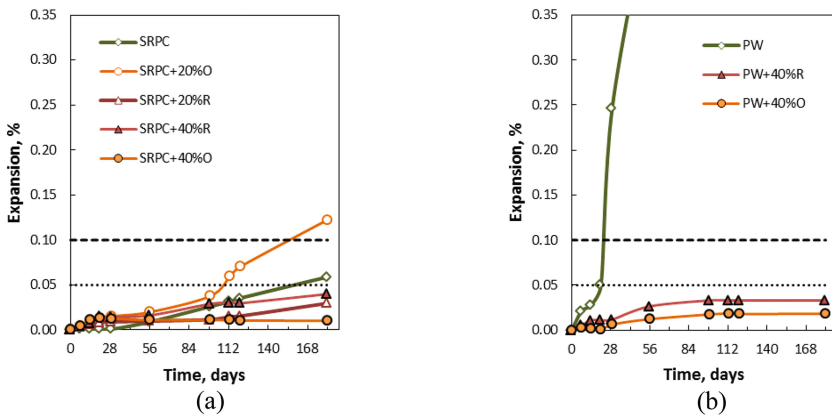 0.35
0.30
0.25
0.20
0.15
0.10
0.05
0.00
Expansion, %
SRPC
SRPC+20%O
SRPC+20%R
SRPC+40%R
SRPC+40%O
0 28 56 84 112 140 168
Time, days
(a)
0.35
0.30
0.25
0.20
0.15
0.10
0.05
0.00
Expansion, %
PW
PW+40%R
PW+40%O
0 28 56 84 112 140 168
Time, days
(b)